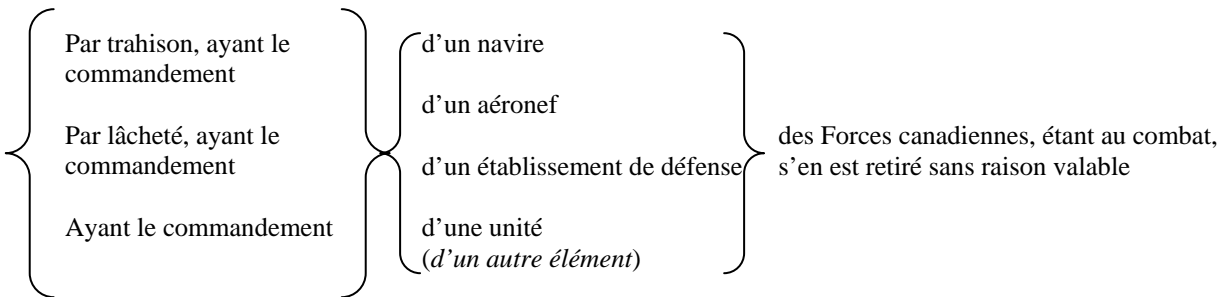 Par trahison, ayant le
commandement
Par lâcheté, ayant le
commandement
Ayant le commandement
d’un navire
d’un aéronef
d’un établissement de défense
d’une unité
(d’un autre élément)
des Forces canadiennes, étant au combat,
s’en est retiré sans raison valable